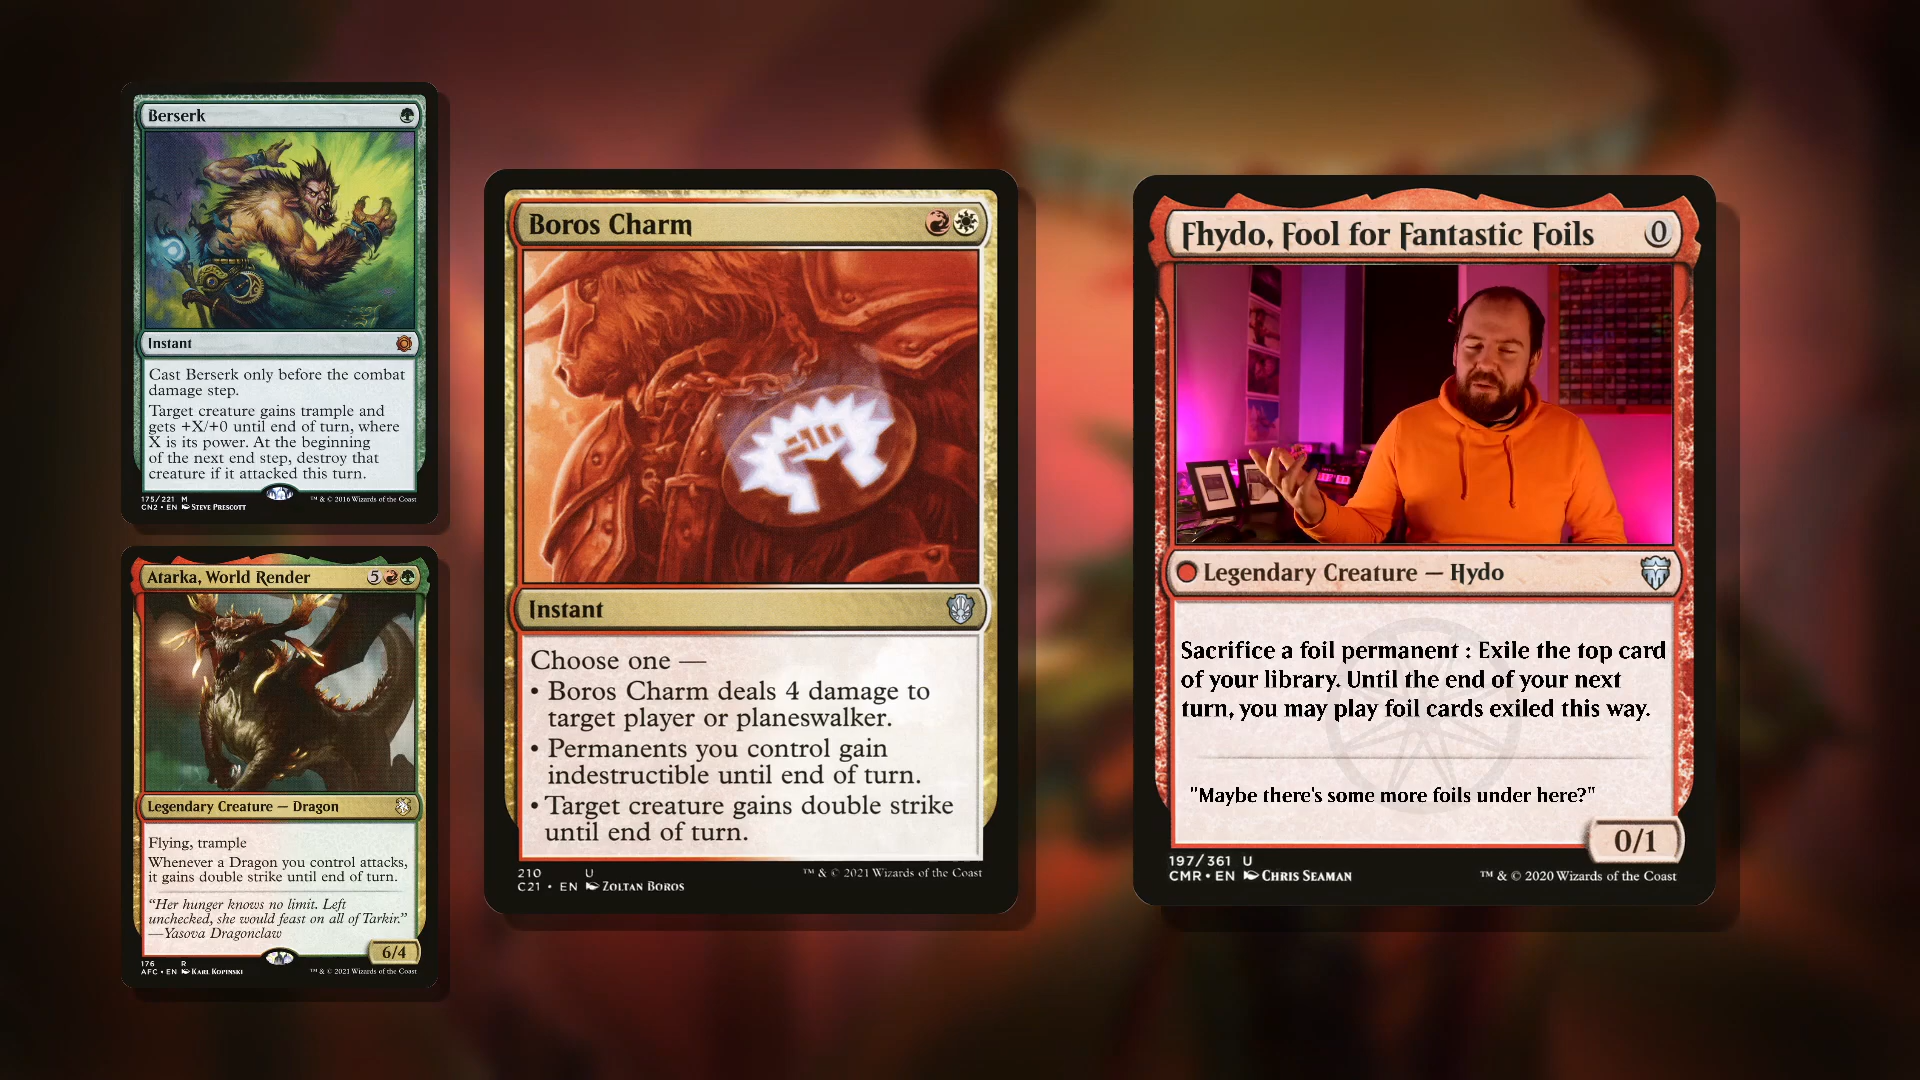 Berserk
Instant
Cast Berserk only before the combat
damage step.
Target creature gains trample and
gets +X/+0 until end of turn, where
X is its power. At the beginning
of the next end step, destroy that
creature if it attacked this turn.
175/221 M
CN2 • EN STEVE PRESCOTT
™ & © 2016 Wizards of the Coast
Atarka, World Render
5
Legendary Creature — Dragon
Flying, trample
Whenever a Dragon you control attacks,
it gains double strike until end of turn.
“Her hunger knows no limit. Left
unchecked, she would feast on all of Tarkir.”
—Yasova Dragonclaw
6/4
176 R
AFC • EN KARL KOPINSKI
™ & © 2021 Wizards of the Coast
Boros Charm
Instant
Choose one —
• Boros Charm deals 4 damage to
target player or planeswalker.
• Permanents you control gain
indestructible until end of turn.
• Target creature gains double strike
until end of turn.
210 U
C21 • EN ZOLTAN BOROS
™ & © 2021 Wizards of the Coast
Fhydo, Fool for Fantastic Foils
0
Legendary Creature — Hydo
Sacrifice a foil permanent : Exile the top card
of your library. Until the end of your next
turn, you may play foil cards exiled this way.
"Maybe there's some more foils under here?"
0/1
197/361 U
CMR • EN CHRIS SEAMAN
™ & © 2020 Wizards of the Coast